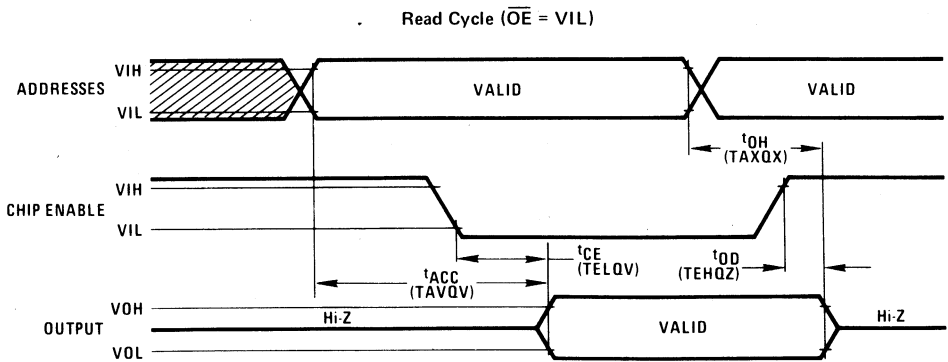 Read Cycle (OE = VIL)
ADDRESSES
VIH
VIL
VALID
VALID
tOH
(TAXQX)
CHIP ENABLE
VIH
VIL
tCE
(TELQV)
tOD
(TEHQZ)
tACC
(TAVQV)
OUTPUT
VOH
VOL
Hi-Z
VALID
Hi-Z